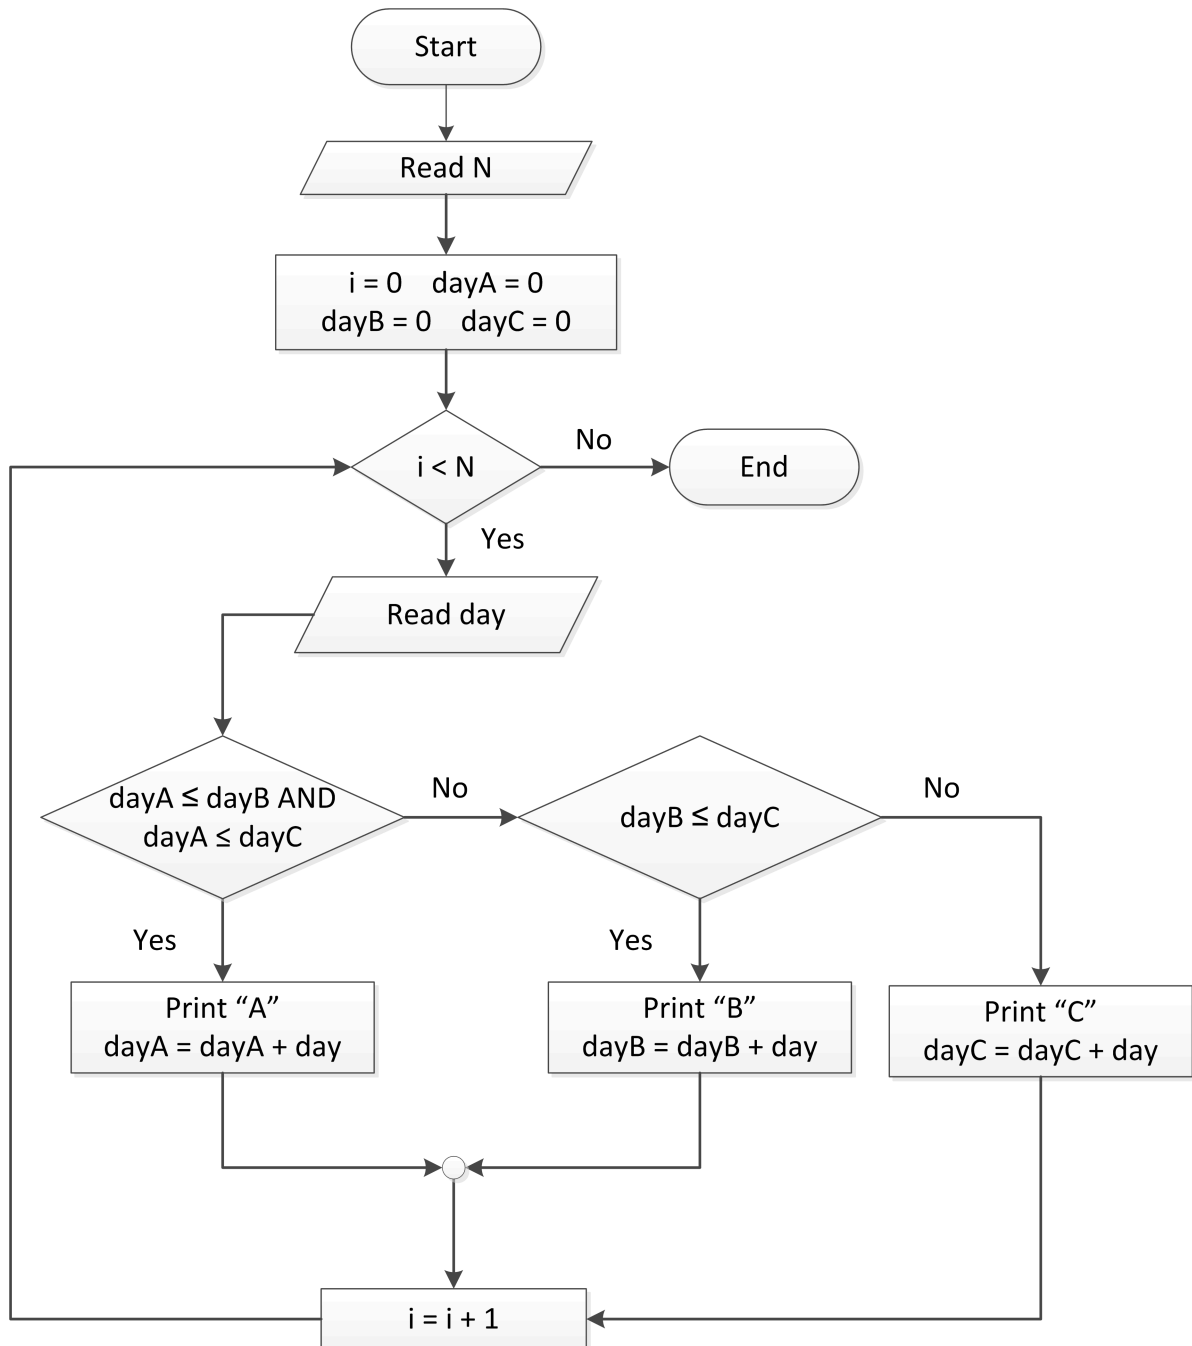 Start
Read N
i = 0    dayA = 0
dayB = 0    dayC = 0
i < N
No
End
Yes
Read day
dayA ≤ dayB AND
dayA ≤ dayC
No
dayB ≤ dayC
No
Yes
Yes
Print “A”
dayA = dayA + day
Print “B”
dayB = dayB + day
Print “C”
dayC = dayC + day
i = i + 1